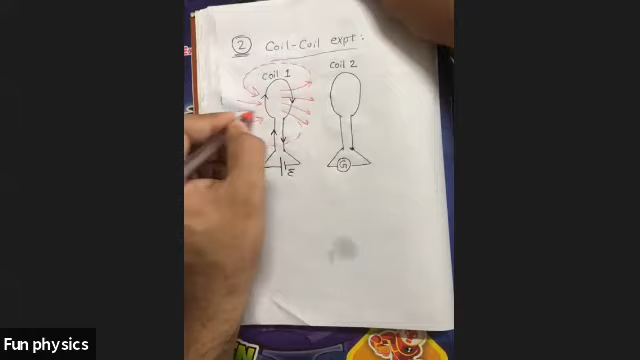 2 Coil-Coil expt:
Coil 1
Coil 2
ε
G
Fun physics